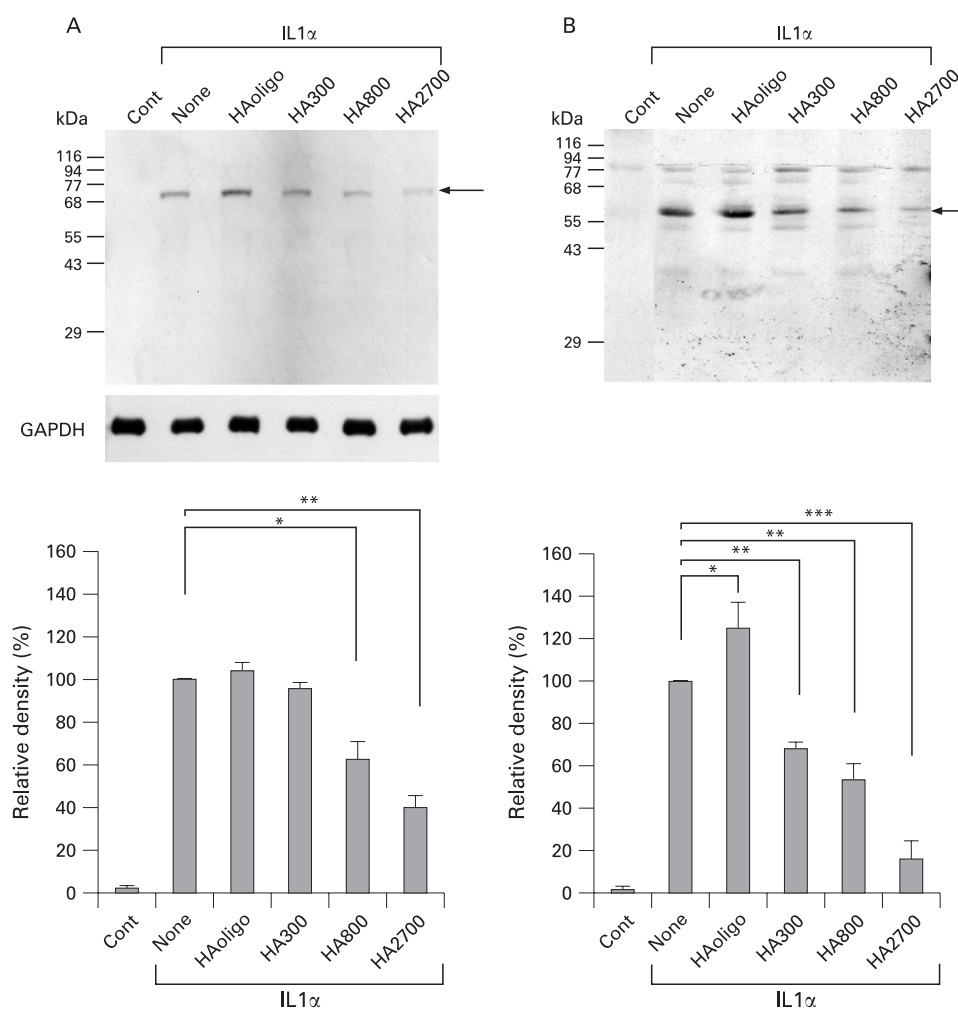 A
IL1α
Cont None HAoligo HA300 HA800 HA2700
kDa
116
94
77
68
55
43
29
GAPDH
** 
*
160
140
120
100
80
60
40
20
0
Relative density (%)
Cont None HAoligo HA300 HA800 HA2700
IL1α
B
IL1α
Cont None HAoligo HA300 HA800 HA2700
kDa
116
94
77
68
55
43
29
***
**
**
*
160
140
120
100
80
60
40
20
0
Relative density (%)
Cont None HAoligo HA300 HA800 HA2700
IL1α